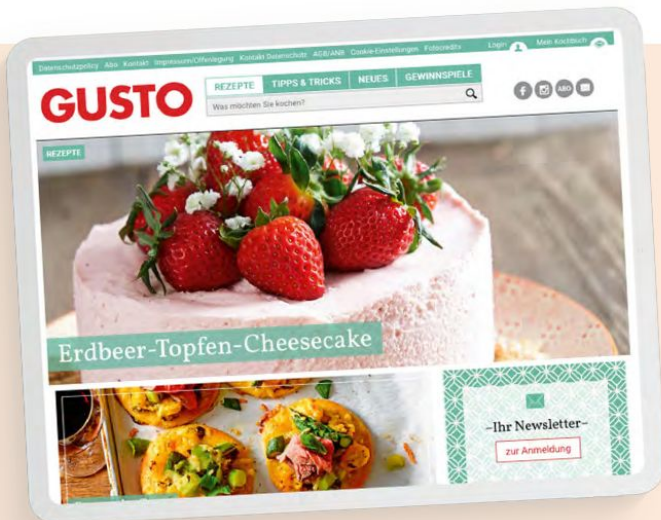 Datenschutzpolicy Abo Kontakt Impressum/Offenlegung Kontakt Datenschutz AGB/ANB Cookie-Einstellungen Fotocredits Login Mein Kochbuch
GUSTO
REZEPTE TIPPS & TRICKS NEUES GEWINNSPIELE
Was möchten Sie kochen?
ABO
REZEPTE
Erdbeer-Topfen-Cheesecake
–Ihr Newsletter–
zur Anmeldung